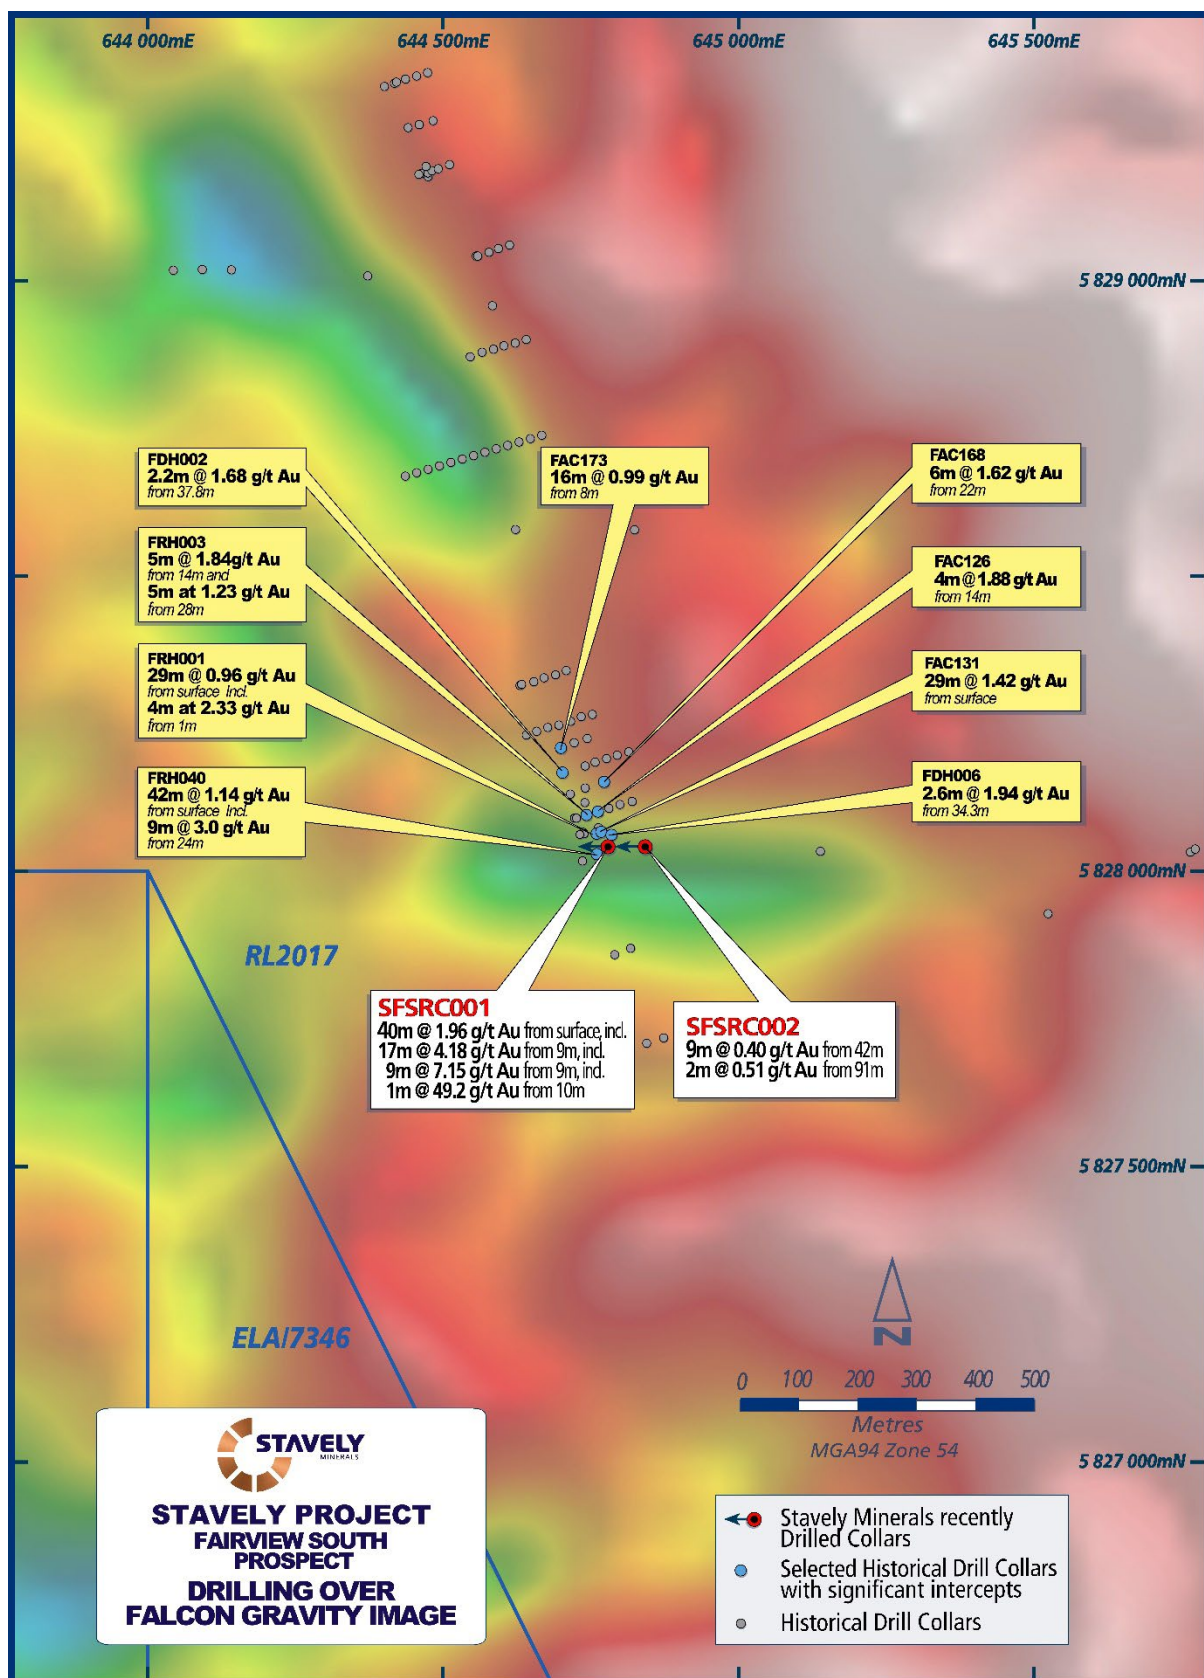 644 000mE
644 500mE
645 000mE
645 500mE
5 829 000mN
FDH002
2.2m @ 1.68 g/t Au
from 37.8m
FAC173
16m @ 0.99 g/t Au
from 8m
FAC168
6m @ 1.62 g/t Au
from 22m
FRH003
5m @ 1.84g/t Au
from 14m and
5m at 1.23 g/t Au
from 28m
FAC126
4m @ 1.88 g/t Au
from 14m
FRH001
29m @ 0.96 g/t Au
from surface Incl.
4m at 2.33 g/t Au
from 1m
FAC131
29m @ 1.42 g/t Au
from surface
FRH040
42m @ 1.14 g/t Au
from surface Incl.
9m @ 3.0 g/t Au
from 24m
FDH006
2.6m @ 1.94 g/t Au
from 34.3m
5 828 000mN
RL2017
SFSRC001
40m @ 1.96 g/t Au from surface, incl.
17m @ 4.18 g/t Au from 9m, incl.
9m @ 7.15 g/t Au from 9m, incl.
1m @ 49.2 g/t Au from 10m
SFSRC002
9m @ 0.40 g/t Au from 42m
2m @ 0.51 g/t Au from 91m
5 827 500mN
ELA/7346
N
0 100 200 300 400 500
Metres
MGA94 Zone 54
5 827 000mN
STAVELY
MINERALS
STAVELY PROJECT
FAIRVIEW SOUTH
PROSPECT
DRILLING OVER
FALCON GRAVITY IMAGE
Stavely Minerals recently
Drilled Collars
Selected Historical Drill Collars
with significant intercepts
Historical Drill Collars